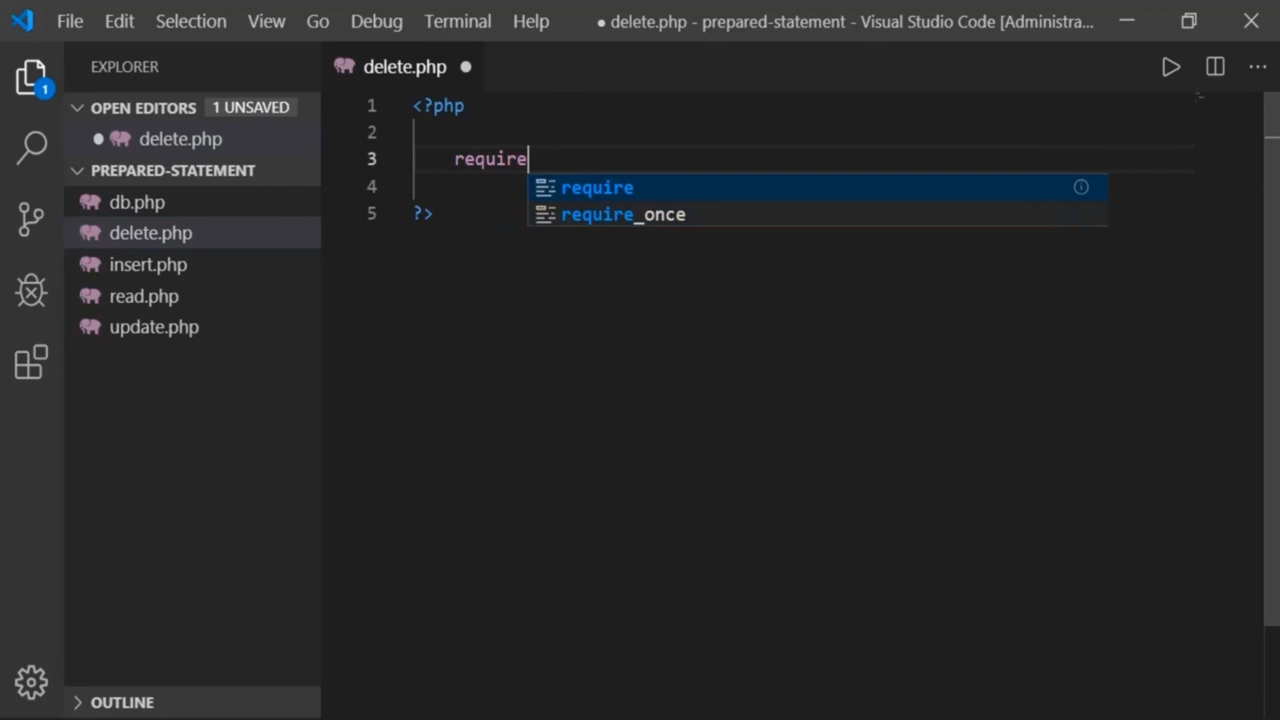 File Edit Selection View Go Debug Terminal Help ● delete.php - prepared-statement - Visual Studio Code [Administra...
EXPLORER
OPEN EDITORS 1 UNSAVED
delete.php
PREPARED-STATEMENT
db.php
delete.php
insert.php
read.php
update.php
OUTLINE
1
delete.php
1 <?php
2
3 require
4
5 ?>
require
require_once